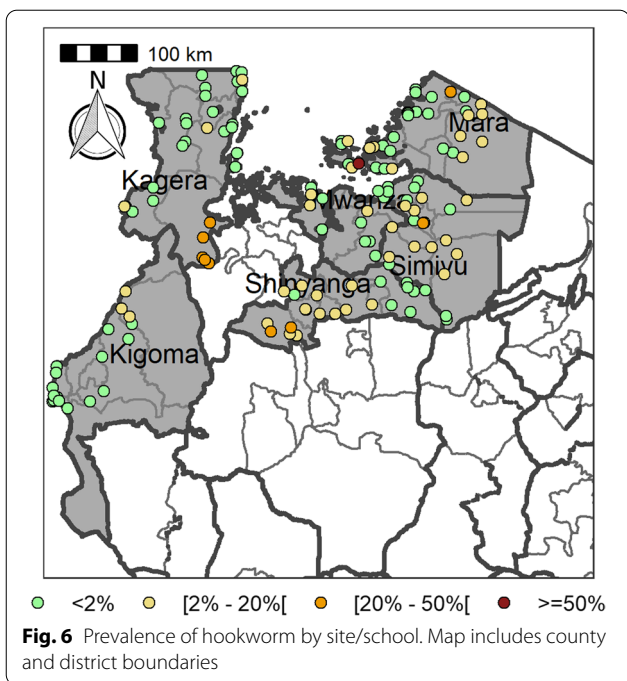 100 km
N
Mara
Kagera
Mwanza
Simiyu
Shinyanga
Kigoma
<2% [2% - 20%[ [20% - 50%[ >=50%
Fig. 6 Prevalence of hookworm by site/school. Map includes county
and district boundaries